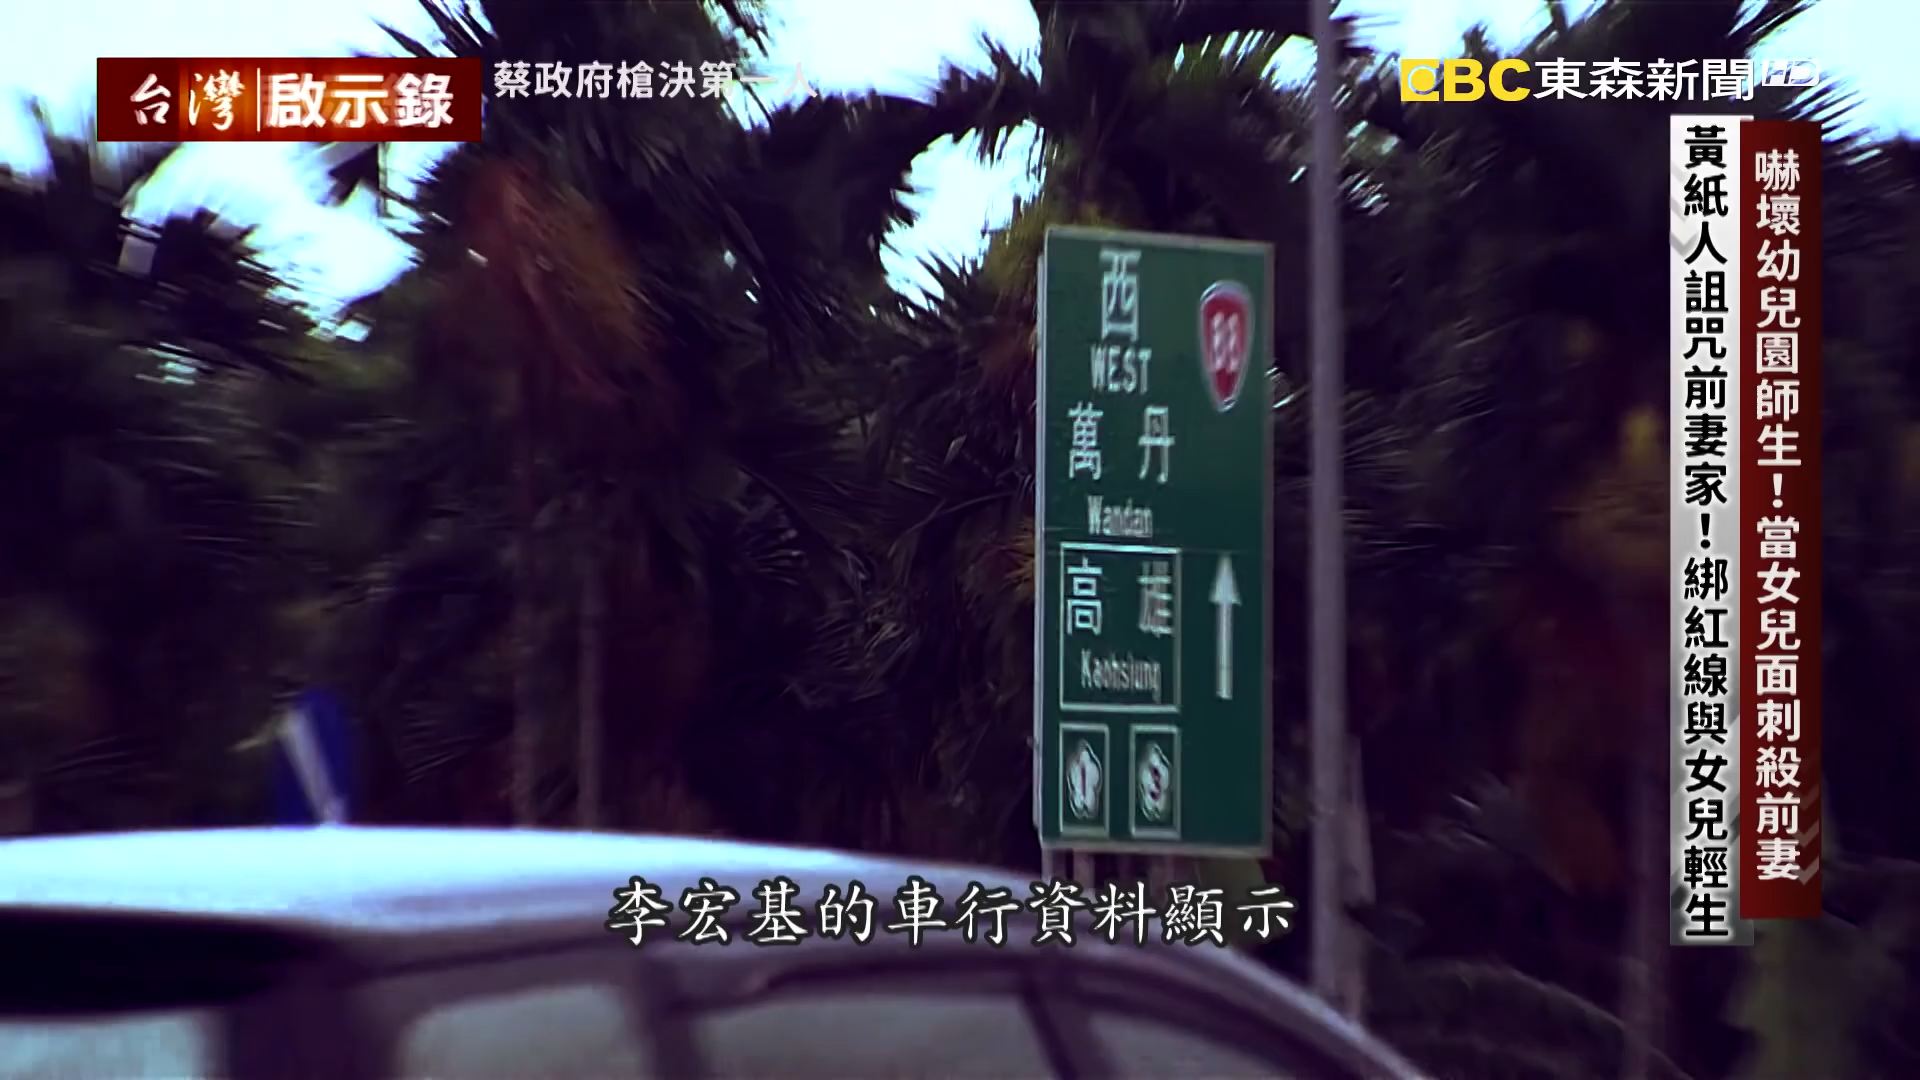 台灣啟示錄
蔡政府槍決第一人
EBC東森新聞HD
嚇壞幼兒園師生！當女兒面刺殺前妻
黃紙人詛咒前妻家！綁紅線與女兒輕生
西
WEST
88
萬丹
Wandan
高雄
Kaohsiung
1
3
李宏基的車行資料顯示